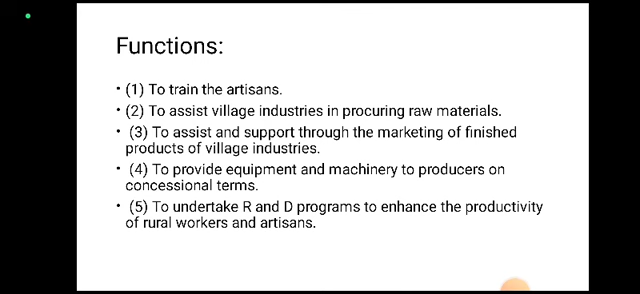 Functions:
• (1) To train the artisans.
• (2) To assist village industries in procuring raw materials.
• (3) To assist and support through the marketing of finished
products of village industries.
• (4) To provide equipment and machinery to producers on
concessional terms.
• (5) To undertake R and D programs to enhance the productivity
of rural workers and artisans.